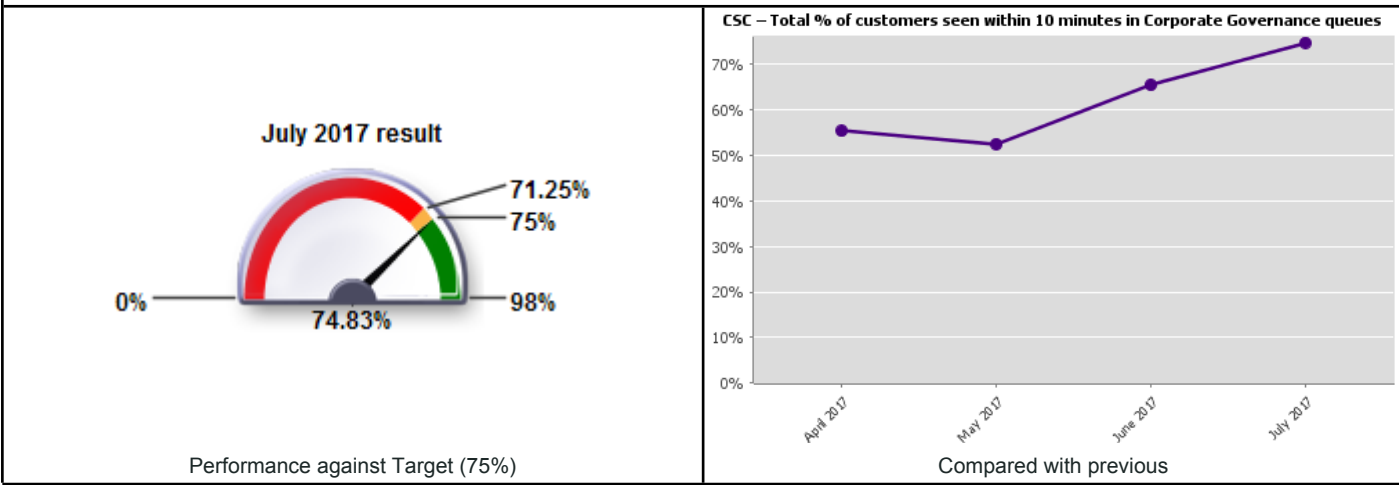 July 2017 result
71.25%
75%
0%
98%
74.83%
Performance against Target (75%)
CSC – Total % of customers seen within 10 minutes in Corporate Governance queues
70%
60%
50%
40%
30%
20%
10%
0%
April 2017
May 2017
June 2017
July 2017
Compared with previous